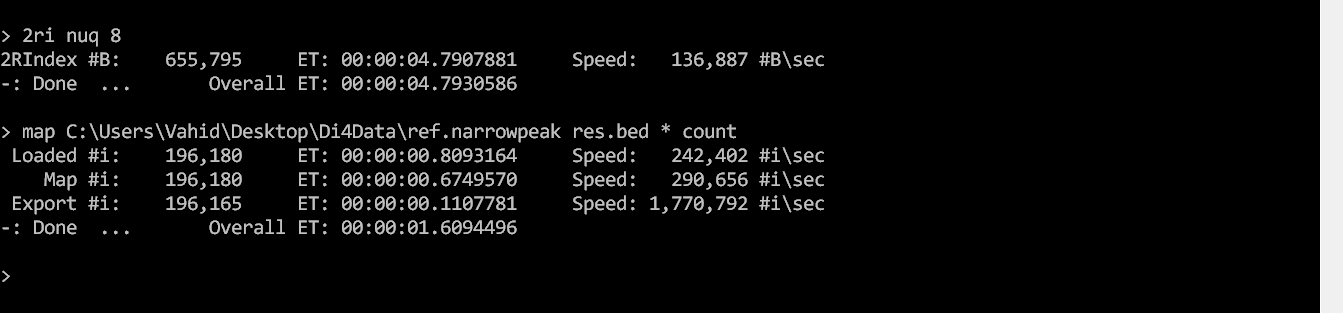 > 2ri nuq 8
2RIndex #B: 655,795 ET: 00:00:04.7907881 Speed: 136,887 #B\sec
-: Done ... Overall ET: 00:00:04.7930586
> map C:\Users\Vahid\Desktop\Di4Data\ref.narrowpeak res.bed * count
Loaded #i: 196,180 ET: 00:00:00.8093164 Speed: 242,402 #i\sec
Map #i: 196,180 ET: 00:00:00.6749570 Speed: 290,656 #i\sec
Export #i: 196,165 ET: 00:00:00.1107781 Speed: 1,770,792 #i\sec
-: Done ... Overall ET: 00:00:01.6094496
>